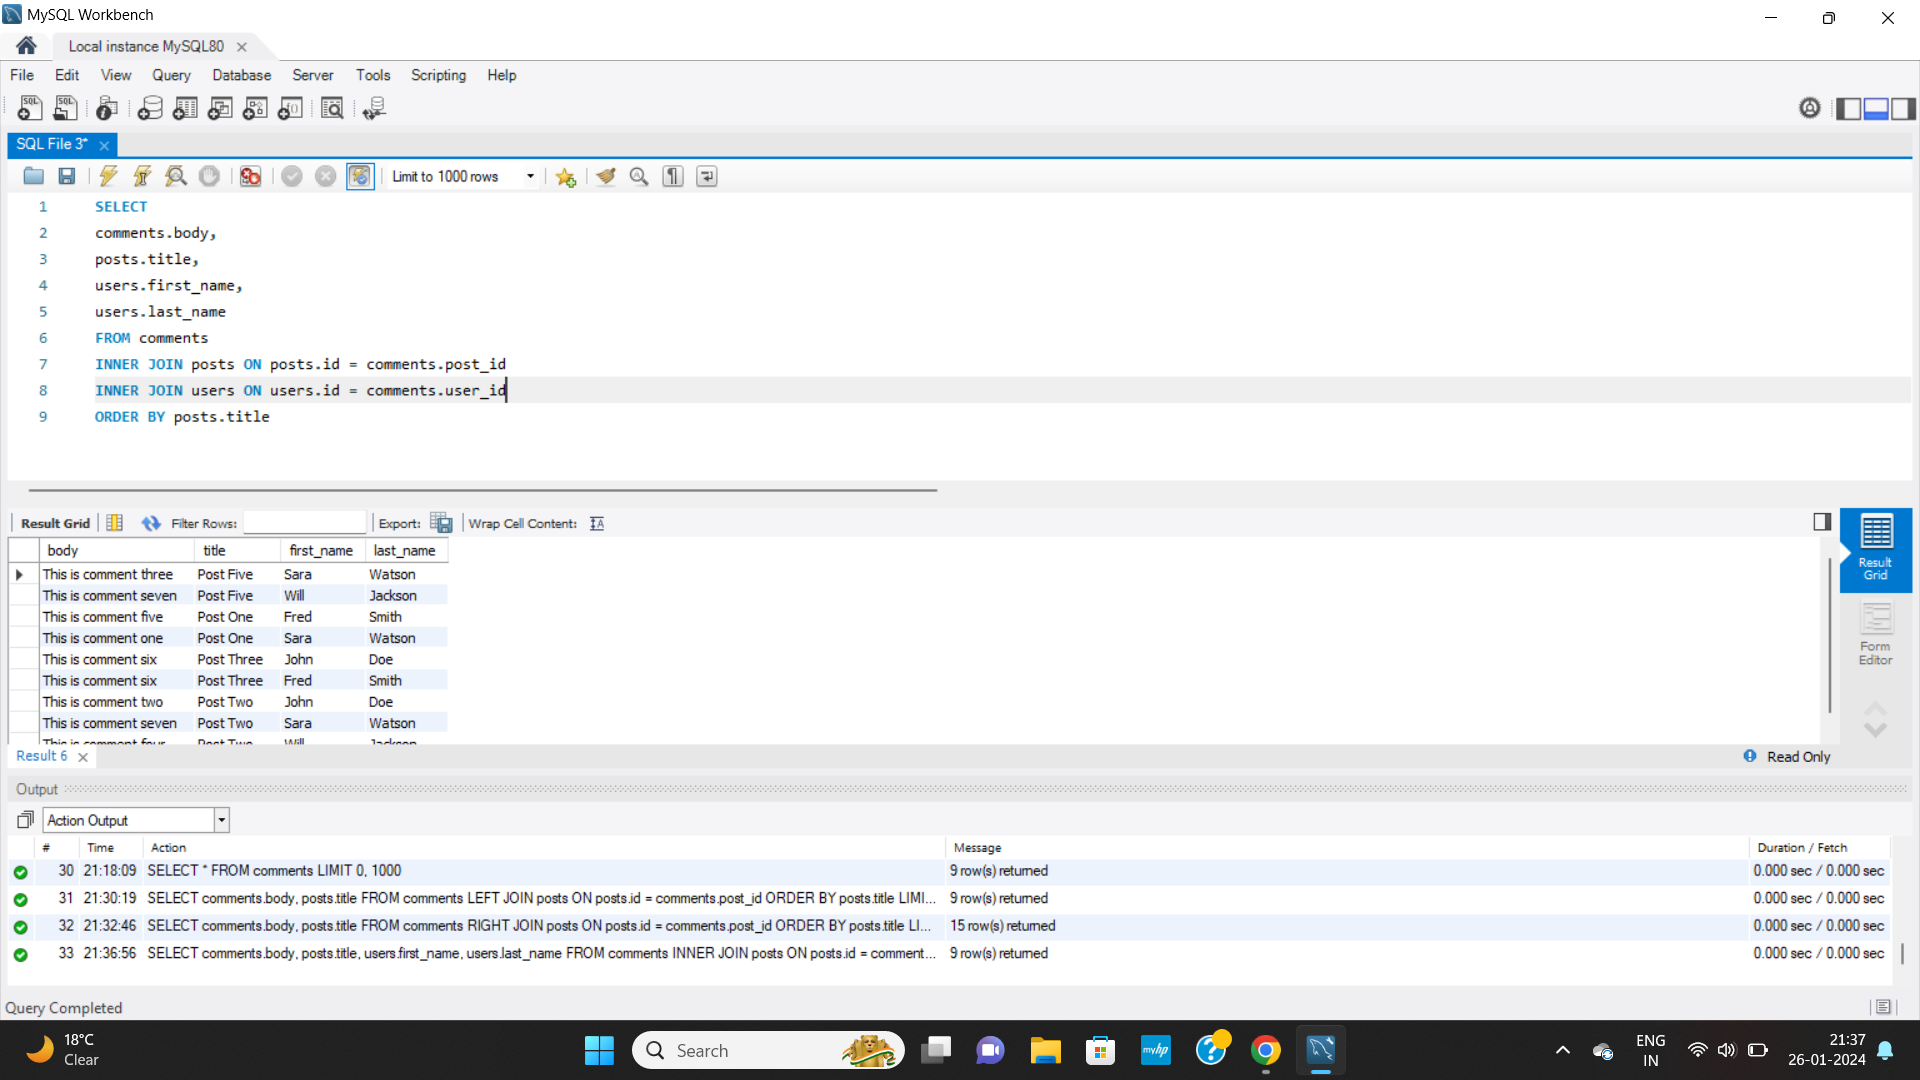 MySQL Workbench
Local instance MySQL80
File Edit View Query Database Server Tools Scripting Help
SQL File 3*
Limit to 1000 rows
1 SELECT
2 comments.body,
3 posts.title,
4 users.first_name,
5 users.last_name
6 FROM comments
7 INNER JOIN posts ON posts.id = comments.post_id
8 INNER JOIN users ON users.id = comments.user_id
9 ORDER BY posts.title
Result Grid Filter Rows: Export: Wrap Cell Content:
body title first_name last_name
This is comment three Post Five Sara Watson
This is comment seven Post Five Will Jackson
This is comment five Post One Fred Smith
This is comment one Post One Sara Watson
This is comment six Post Three John Doe
This is comment six Post Three Fred Smith
This is comment two Post Two John Doe
This is comment seven Post Two Sara Watson
This is comment four Post Two Will Jackson
Result Grid
Form Editor
Result 6 Read Only
Output
Action Output
# Time Action Message Duration / Fetch
30 21:18:09 SELECT * FROM comments LIMIT 0, 1000 9 row(s) returned 0.000 sec / 0.000 sec
31 21:30:19 SELECT comments.body, posts.title FROM comments LEFT JOIN posts ON posts.id = comments.post_id ORDER BY posts.title LIMI... 9 row(s) returned 0.000 sec / 0.000 sec
32 21:32:46 SELECT comments.body, posts.title FROM comments RIGHT JOIN posts ON posts.id = comments.post_id ORDER BY posts.title LI... 15 row(s) returned 0.000 sec / 0.000 sec
33 21:36:56 SELECT comments.body, posts.title, users.first_name, users.last_name FROM comments INNER JOIN posts ON posts.id = comment... 9 row(s) returned 0.000 sec / 0.000 sec
Query Completed
18°C
Clear
Search
myhp
ENG
IN
21:37
26-01-2024